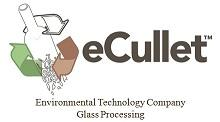 eCullet™
Environmental Technology Company
Glass Processing